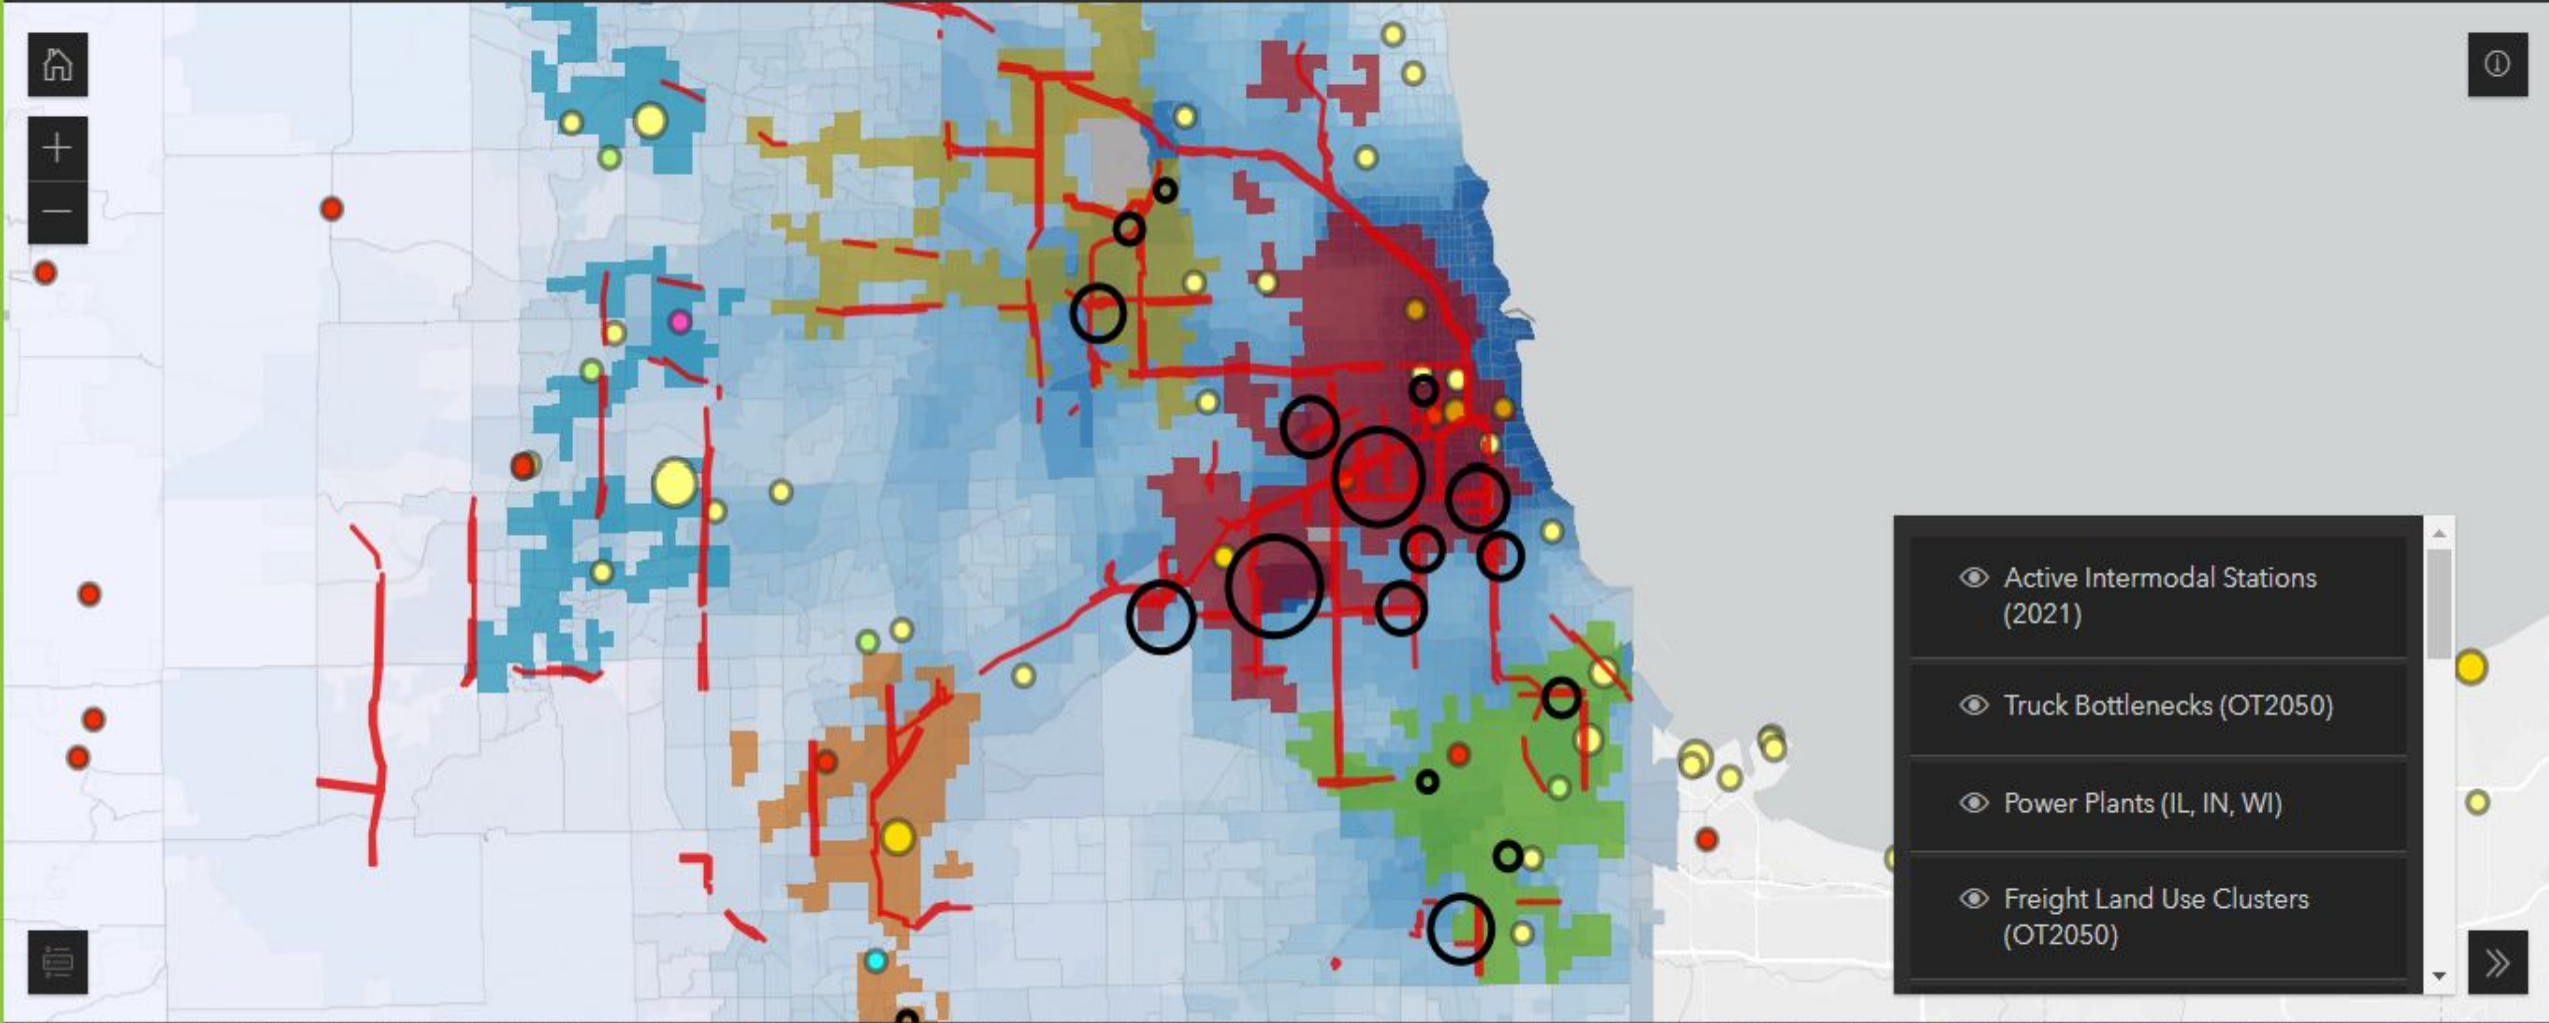 Active Intermodal Stations
(2021)
Truck Bottlenecks (OT2050)
Power Plants (IL, IN, WI)
Freight Land Use Clusters
(OT2050)